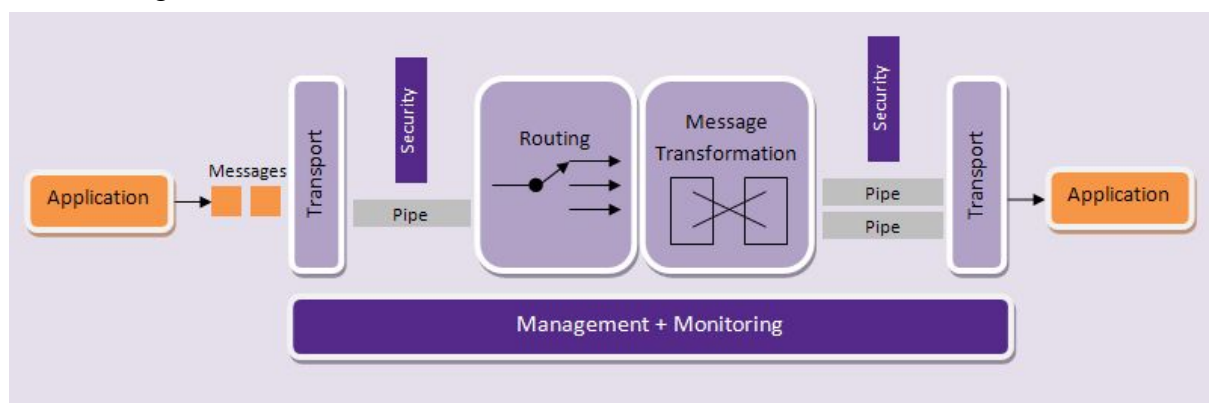 Application
Messages
Transport
Security
Pipe
Routing
Message
Transformation
Security
Pipe
Pipe
Transport
Application
Management + Monitoring